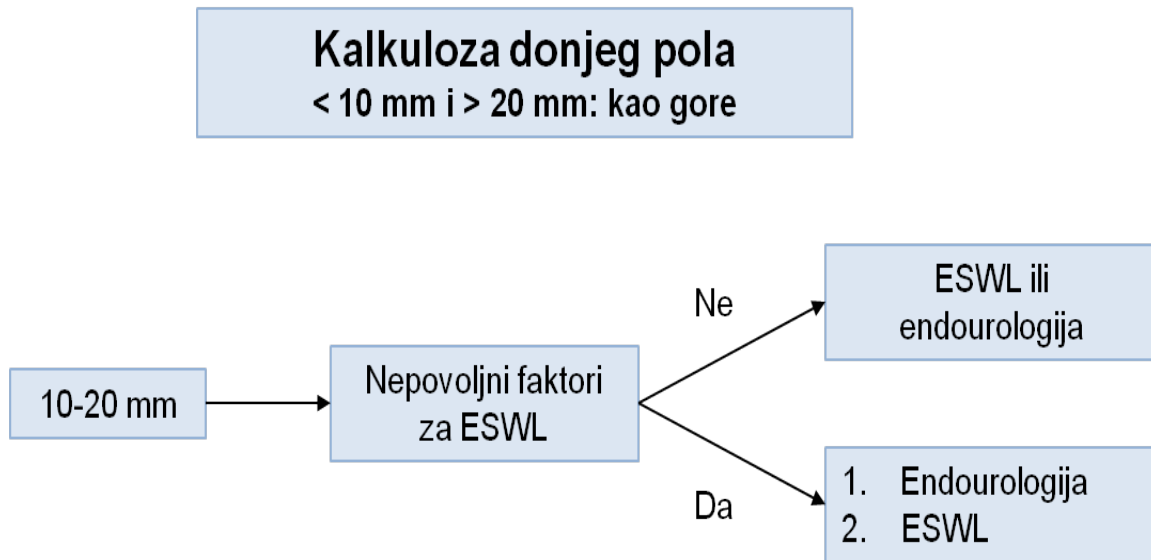 Kalkuloza donjeg pola
< 10 mm i > 20 mm: kao gore
10-20 mm
Nepovoljni faktori
za ESWL
Ne
ESWL ili
endourologija
Da
1. Endourologija
2. ESWL